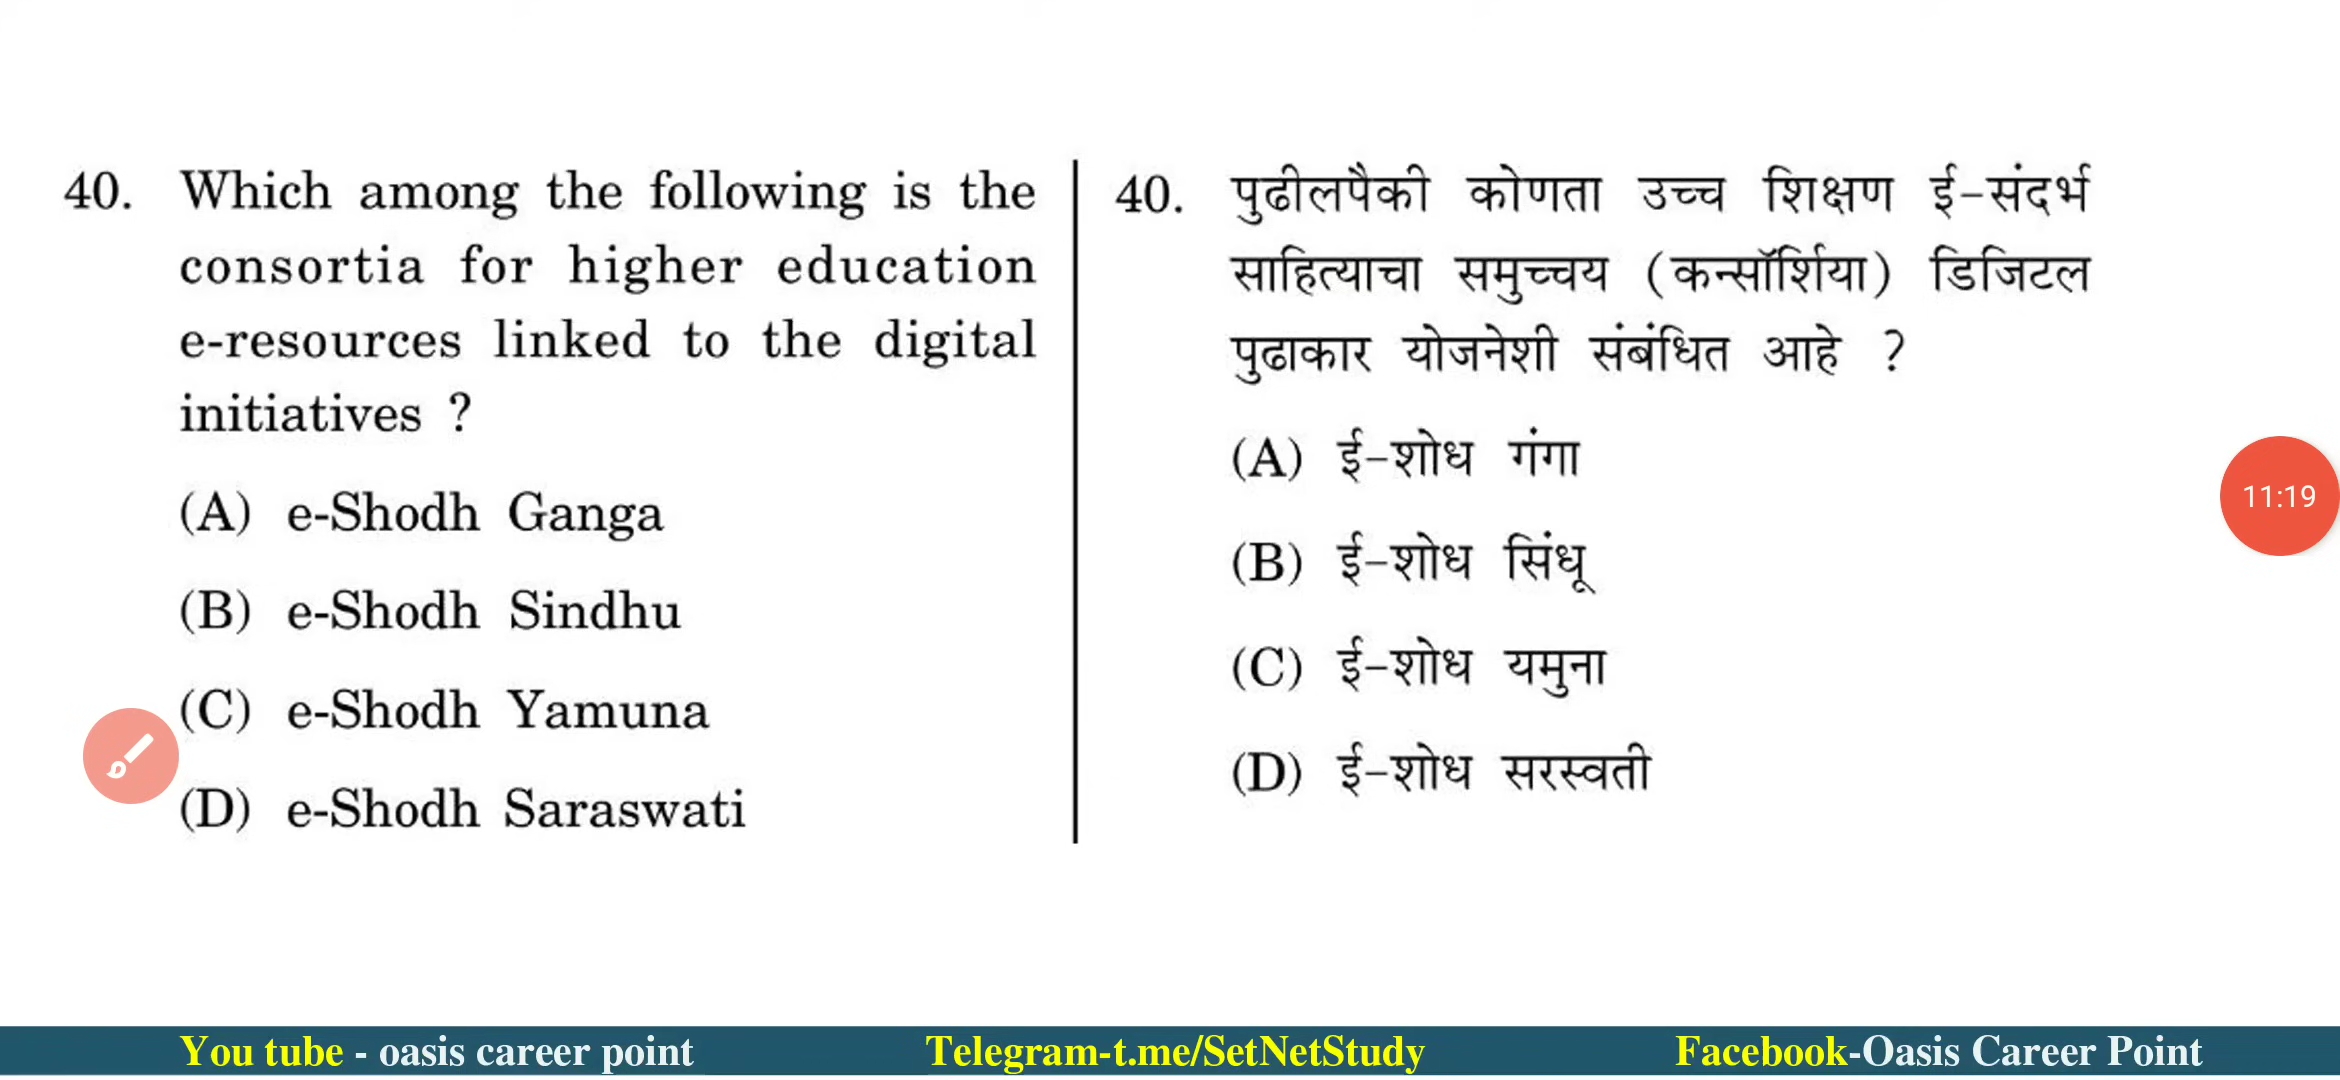 40. Which among the following is the
consortia for higher education
e-resources linked to the digital
initiatives ?
(A) e-Shodh Ganga
(B) e-Shodh Sindhu
(C) e-Shodh Yamuna
(D) e-Shodh Saraswati
40. पुढीलपैकी कोणता उच्च शिक्षण ई-संदर्भ
साहित्याचा समुच्चय (कन्सॉर्शिया) डिजिटल
पुढाकार योजनेशी संबंधित आहे ?
(A) ई-शोध गंगा
(B) ई-शोध सिंधू
(C) ई-शोध यमुना
(D) ई-शोध सरस्वती
11:19
You tube - oasis career point
Telegram-t.me/SetNetStudy
Facebook-Oasis Career Point